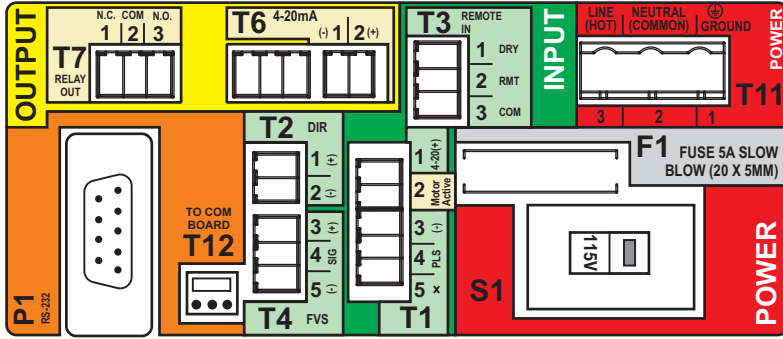 OUTPUT
N.C. COM N.O.
1 2 3
T7
RELAY
OUT
T6 4-20mA
(-) 1 2 (+)
T3 REMOTE
IN
1 DRY
2 RMT
3 COM
INPUT
LINE
(HOT)
NEUTRAL
(COMMON)
GROUND
POWER
T11
3 2 1
P1
RS-232
TO COM
BOARD
T12
T2 DIR
1 (+)
2 (-)
3 (+)
4 SIG
5 (-)
T4 FVS
1 4-20(+)
2 Motor
Active
3 (-)
4 PLS
5 x
T1
F1 FUSE 5A SLOW
BLOW (20 X 5MM)
S1
115V
POWER